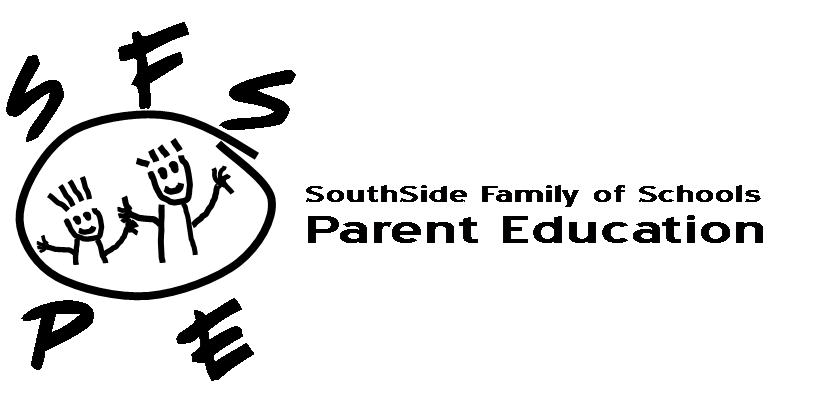 S F S
SouthSide Family of Schools
Parent Education
P E